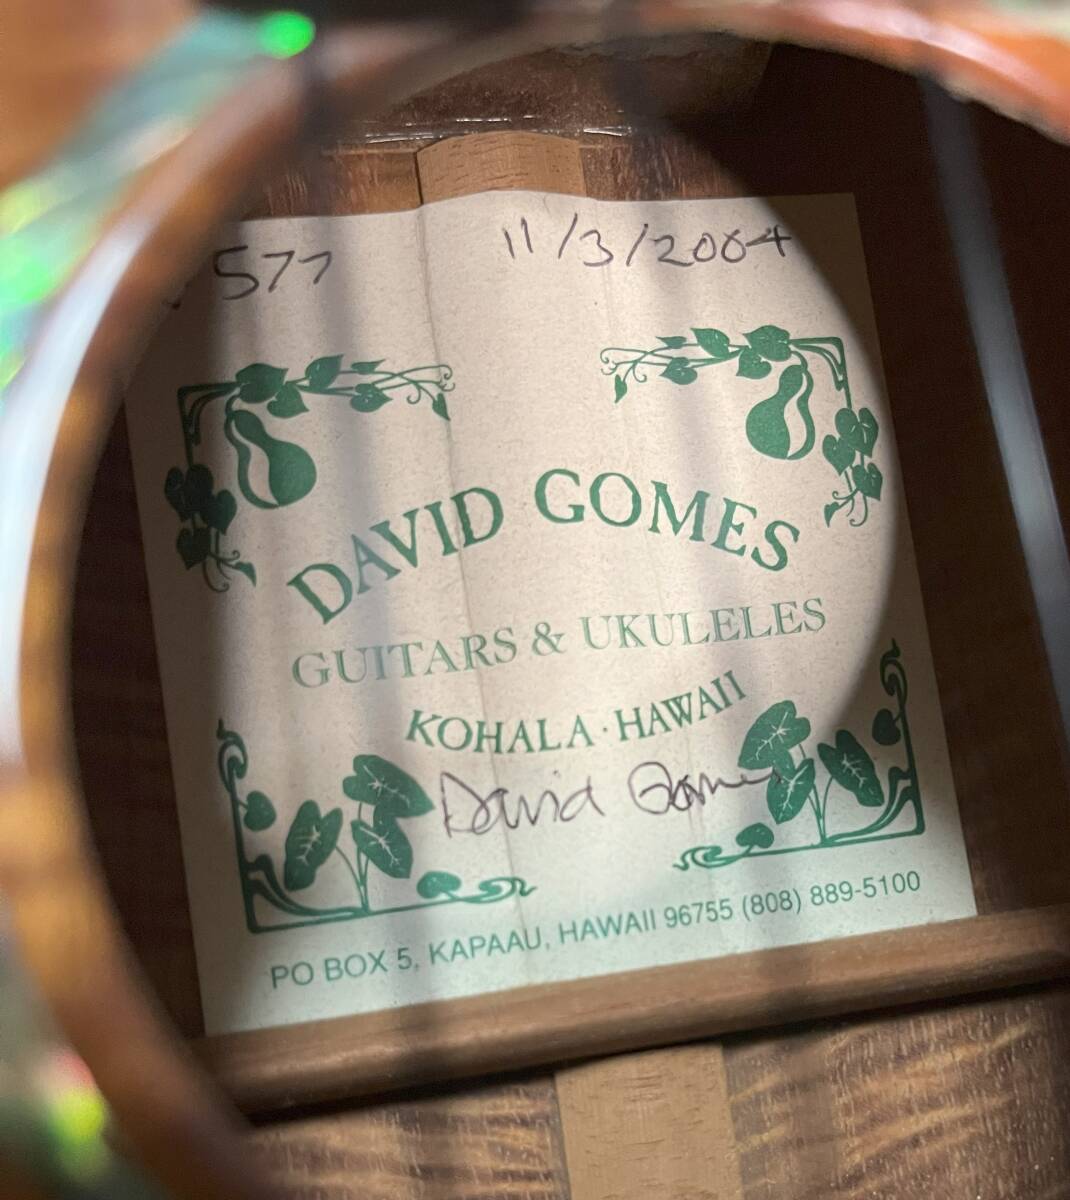 577 11/3/2004
DAVID GOMES
GUITARS & UKULELES
KOHALA · HAWAII
David Gomes
PO BOX 5, KAPAAU, HAWAII 96755 (808) 889-5100